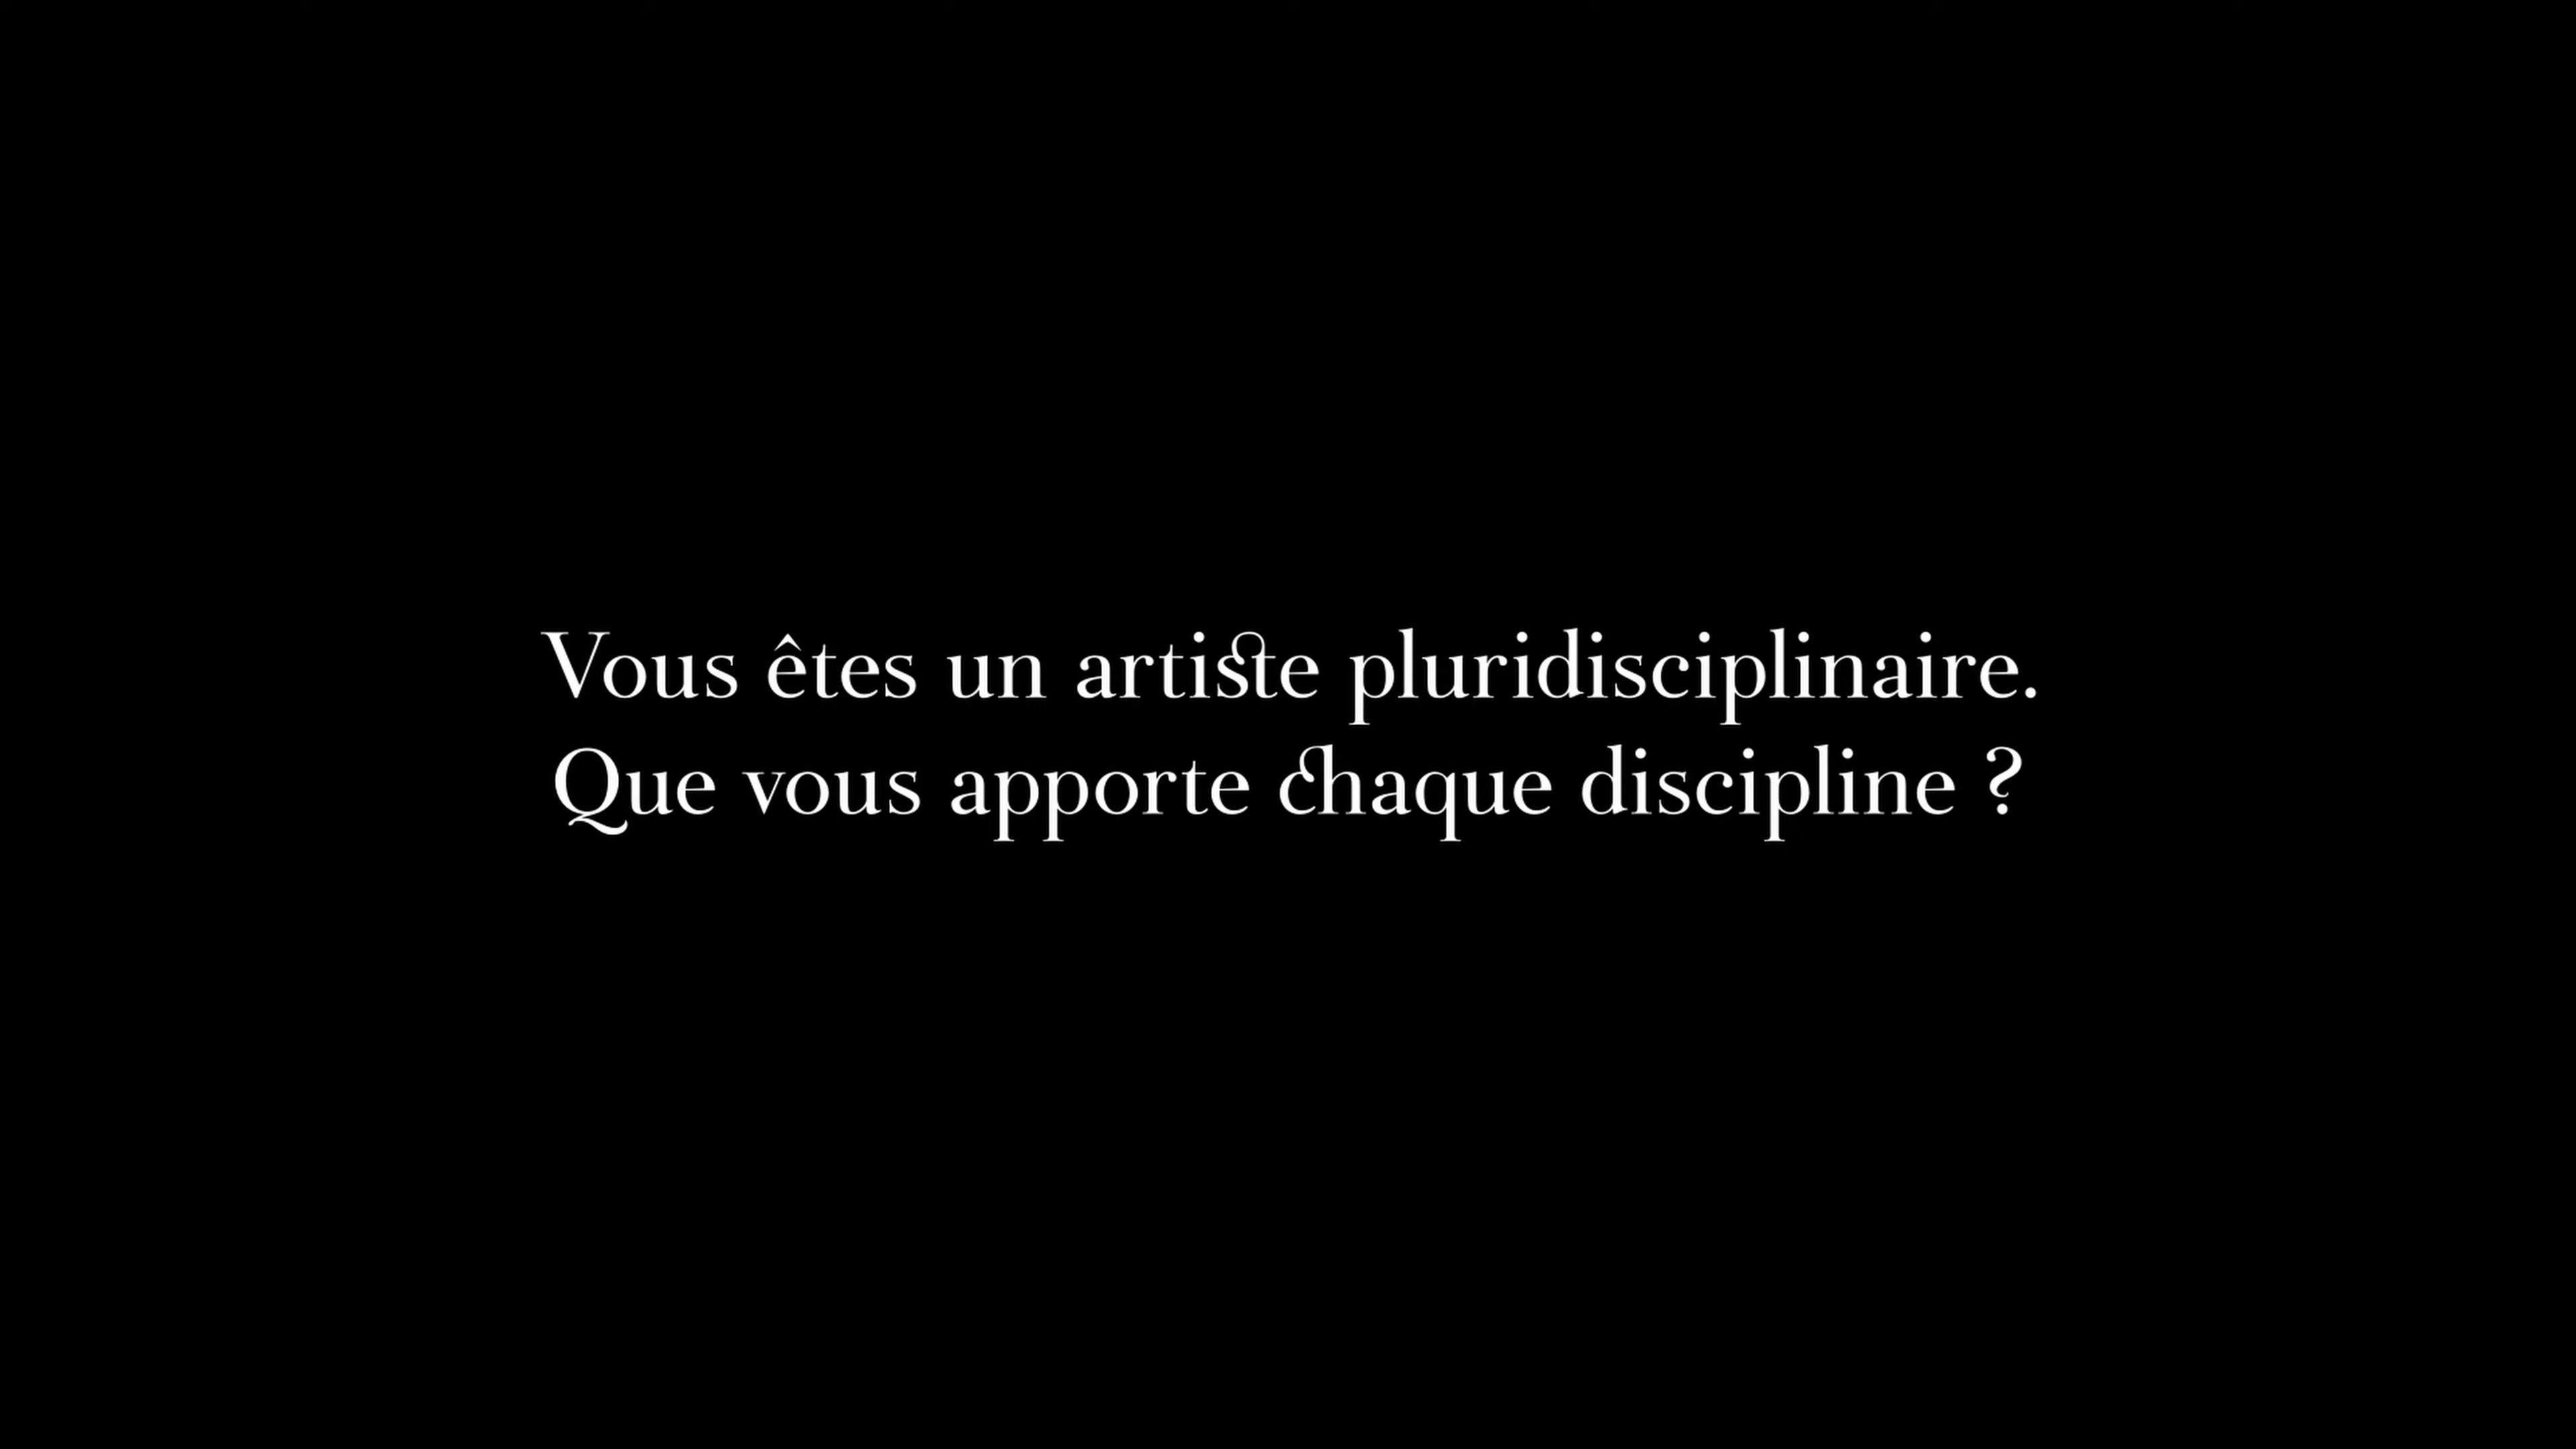 Vous êtes un artiste pluridisciplinaire.
Que vous apporte chaque discipline ?